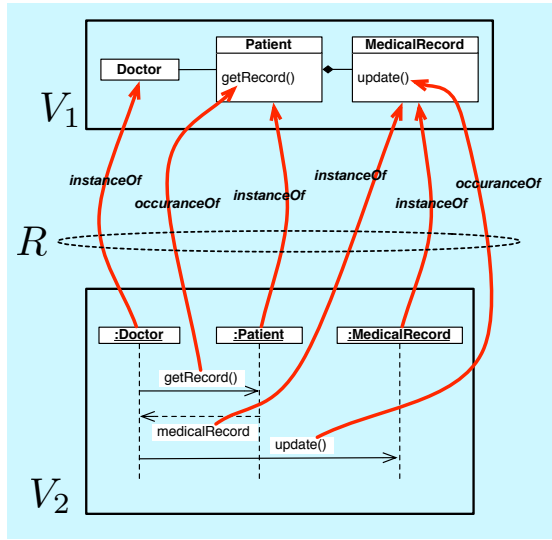 Patient
MedicalRecord
Doctor
getRecord()
update()
V1
instanceOf
occuranceOf
instanceOf
instanceOf
instanceOf
occuranceOf
R
:Doctor
:Patient
:MedicalRecord
getRecord()
medicalRecord
update()
V2